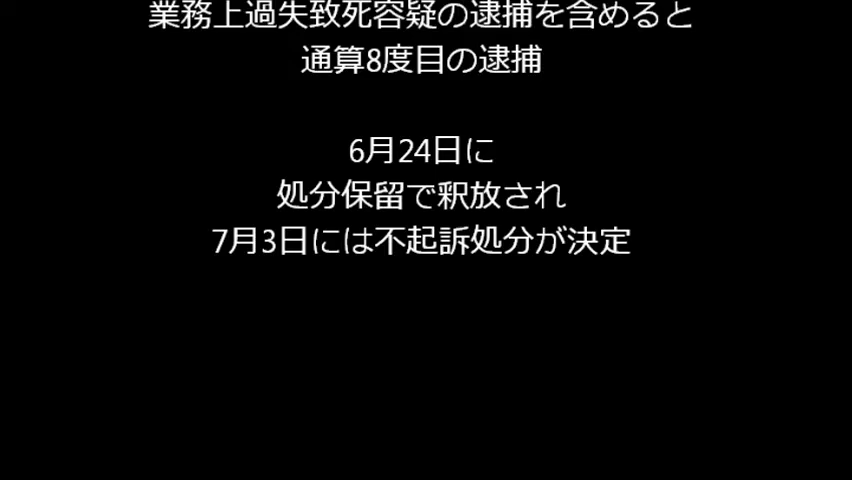 業務上過失致死容疑の逮捕を含めると
通算8度目の逮捕
6月24日に
処分保留で釈放され
7月3日には不起訴処分が決定